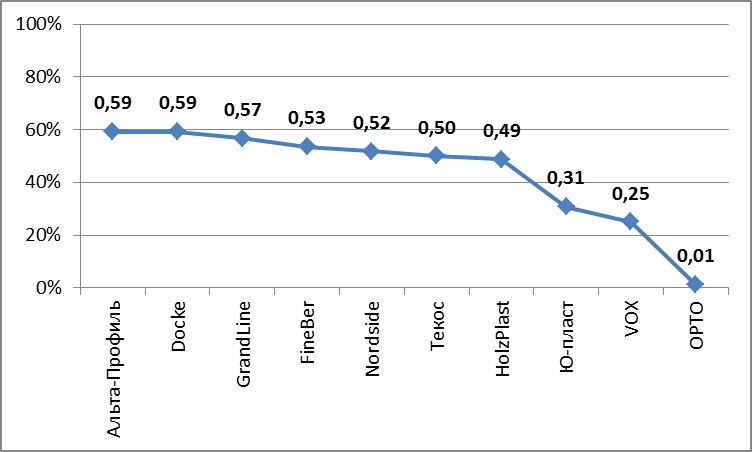 100%
80%
60%
40%
20%
0%
0,59
0,59
0,57
0,53
0,52
0,50
0,49
0,31
0,25
0,01
Альта-Профиль
Docke
GrandLine
FineBer
Nordside
Текос
HolzPlast
Ю-пласт
VOX
ОРТО